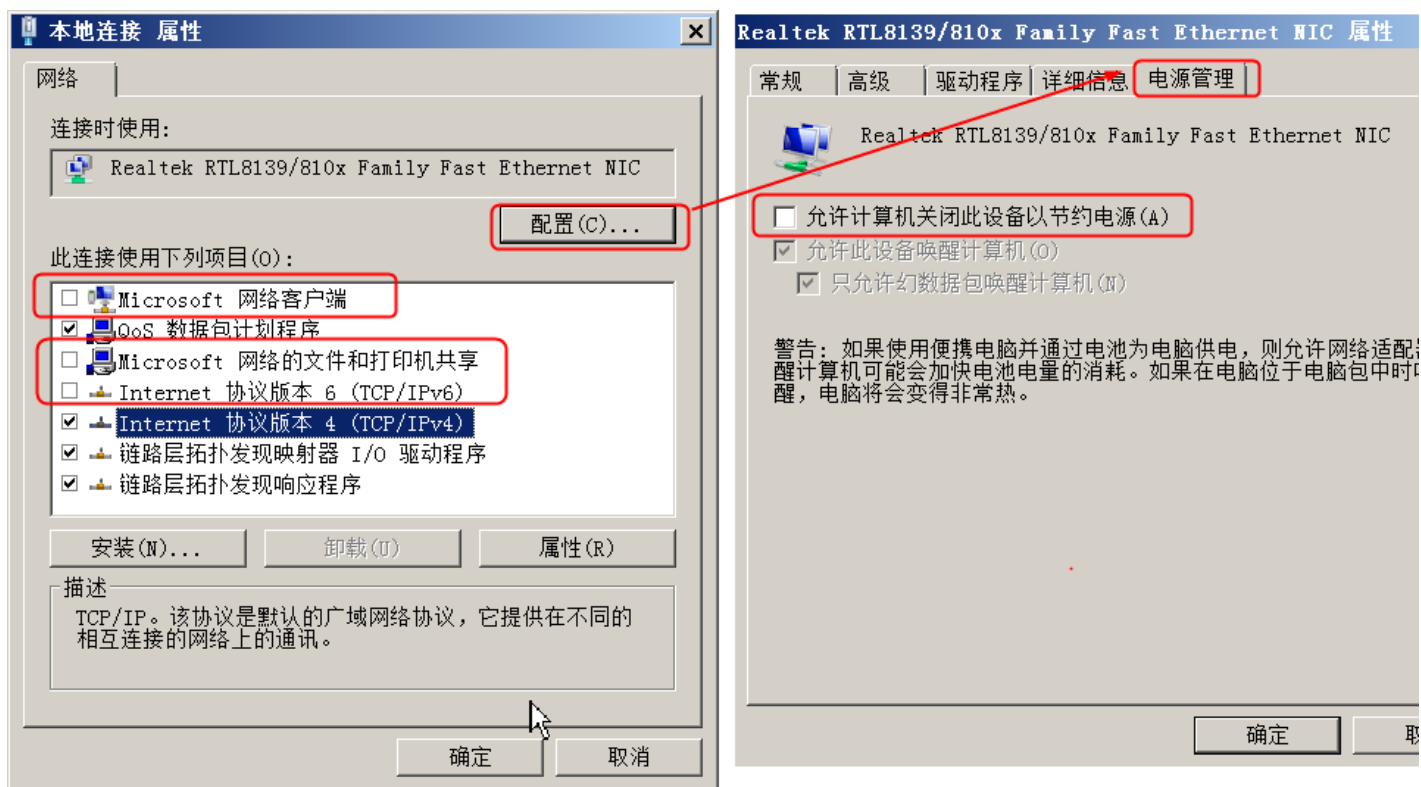 本地连接 属性
网络
连接时使用:
Realtek RTL8139/810x Family Fast Ethernet NIC
配置(C)...
此连接使用下列项目(O):
Microsoft 网络客户端
QoS 数据包计划程序
Microsoft 网络的文件和打印机共享
Internet 协议版本 6 (TCP/IPv6)
Internet 协议版本 4 (TCP/IPv4)
链路层拓扑发现映射器 I/O 驱动程序
链路层拓扑发现响应程序
安装(N)...
卸载(U)
属性(R)
描述
TCP/IP。该协议是默认的广域网络协议，它提供在不同的
相互连接的网络上的通讯。
确定
取消
Realtek RTL8139/810x Family Fast Ethernet NIC 属性
常规
高级
驱动程序
详细信息
电源管理
Realtek RTL8139/810x Family Fast Ethernet NIC
允许计算机关闭此设备以节约电源(A)
允许此设备唤醒计算机(O)
只允许幻数据包唤醒计算机(N)
警告: 如果使用便携电脑并通过电池为电脑供电，则允许网络适配
醒计算机可能会加快电池电量的消耗。如果在电脑位于电脑包中时
醒，电脑将会变得非常热。
确定